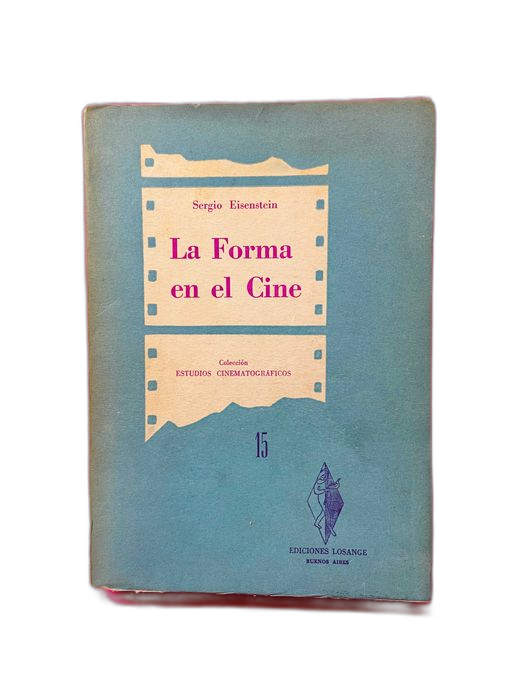 Sergio Eisenstein
La Forma
en el Cine
Colección
ESTUDIOS CINEMATOGRÁFICOS
15
EDICIONES LOSANGE
BUENOS AIRES